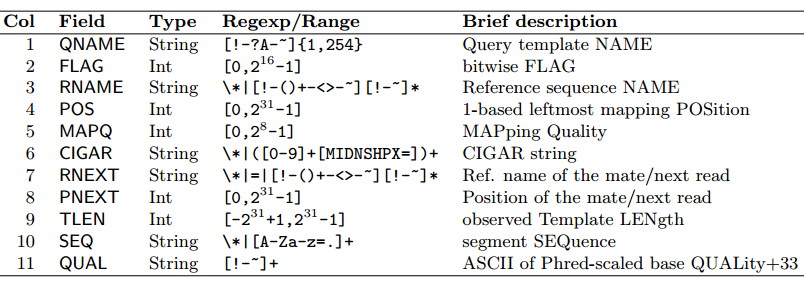 Col Field Type Regexp/Range Brief description
1 QNAME String [!-?A-~]{1,254} Query template NAME
2 FLAG Int [0,2^16-1] bitwise FLAG
3 RNAME String \*|[!-()+-<>-~][!-~]* Reference sequence NAME
4 POS Int [0,2^31-1] 1-based leftmost mapping POSition
5 MAPQ Int [0,2^8-1] MAPping Quality
6 CIGAR String \*|([0-9]+[MIDNSHPX=])+ CIGAR string
7 RNEXT String \*|=|[!-()+-<>-~][!-~]* Ref. name of the mate/next read
8 PNEXT Int [0,2^31-1] Position of the mate/next read
9 TLEN Int [-2^31+1,2^31-1] observed Template LENgth
10 SEQ String \*|[A-Za-z=.]+ segment SEQuence
11 QUAL String [!-~]+ ASCII of Phred-scaled base QUALity+33